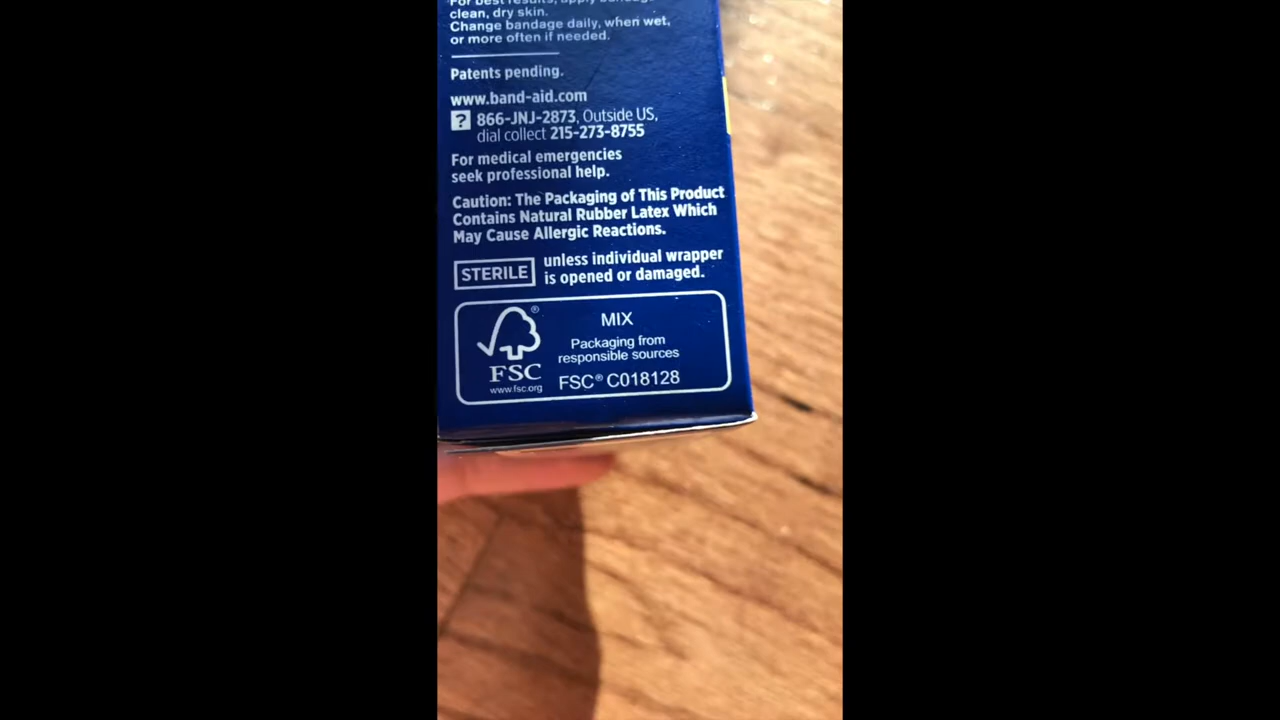 For best results, apply bandage
clean, dry skin.
Change bandage daily, when wet,
or more often if needed.
Patents pending.
www.band-aid.com
? 866-JNJ-2873, Outside US,
dial collect 215-273-8755
For medical emergencies
seek professional help.
Caution: The Packaging of This Product
Contains Natural Rubber Latex Which
May Cause Allergic Reactions.
STERILE unless individual wrapper
is opened or damaged.
®
FSC
www.fsc.org
MIX
Packaging from
responsible sources
FSC® C018128